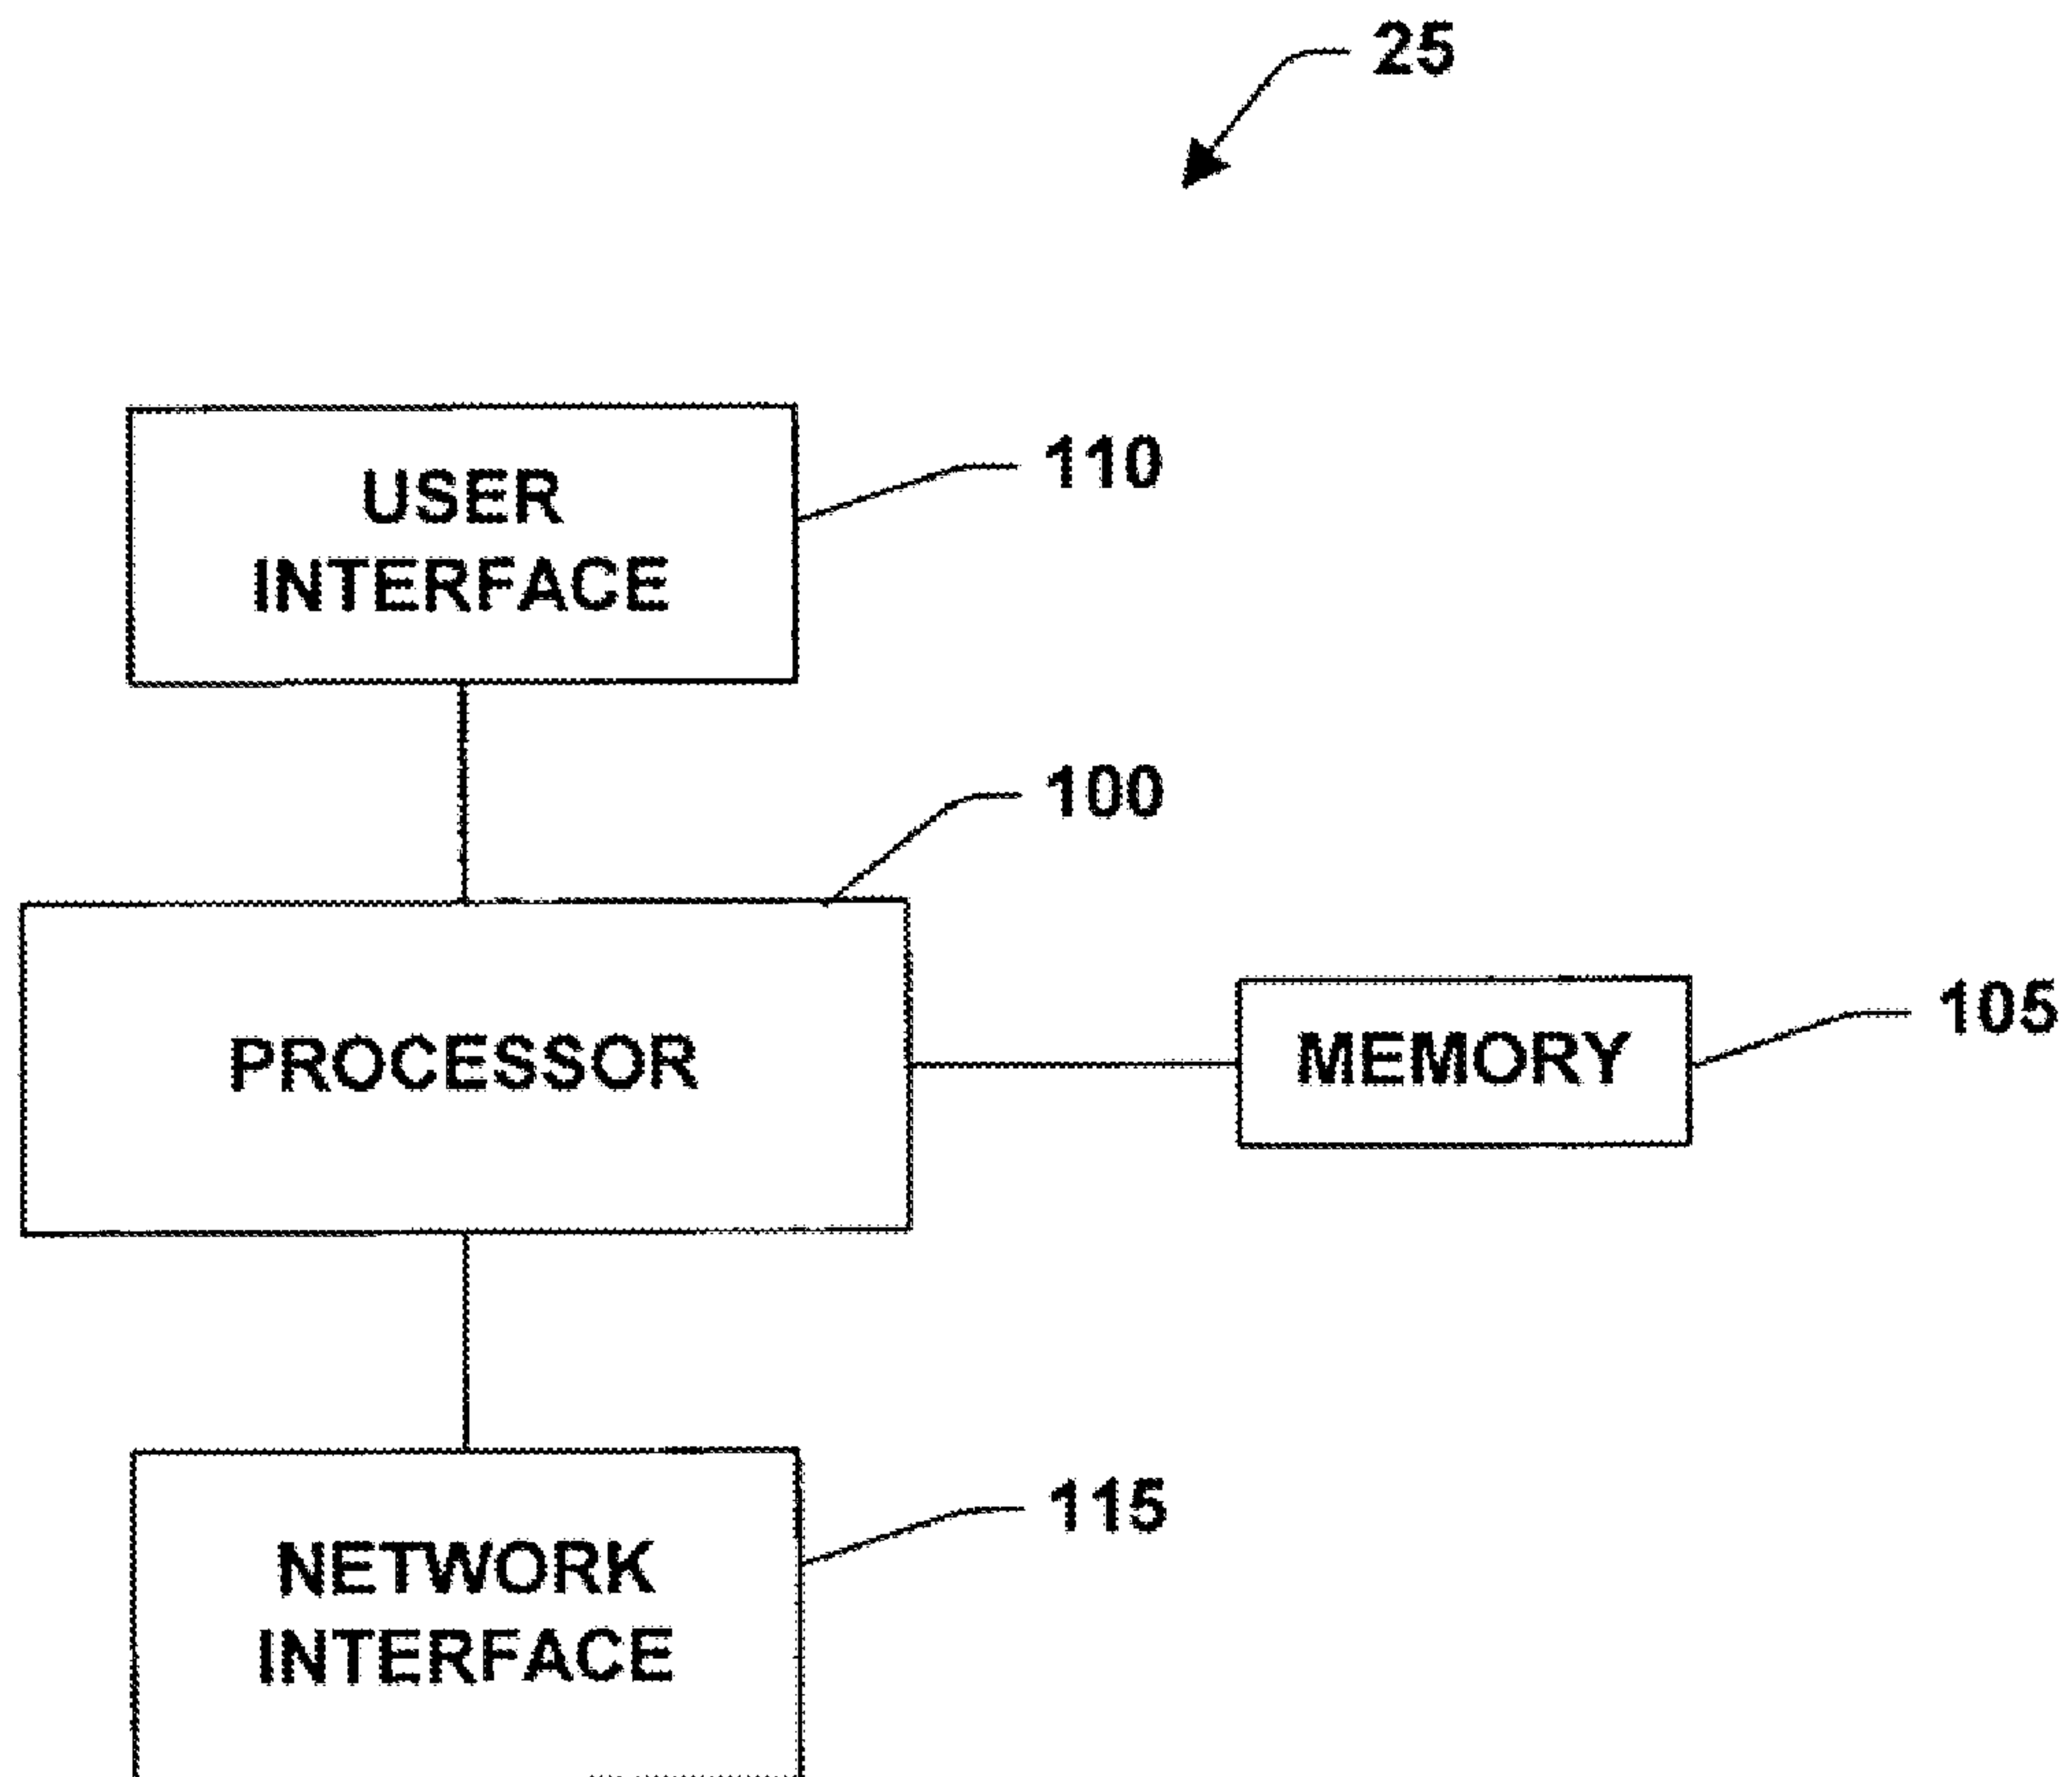 25
USER
INTERFACE
110
100
PROCESSOR
MEMORY
105
115
NETWORK
INTERFACE